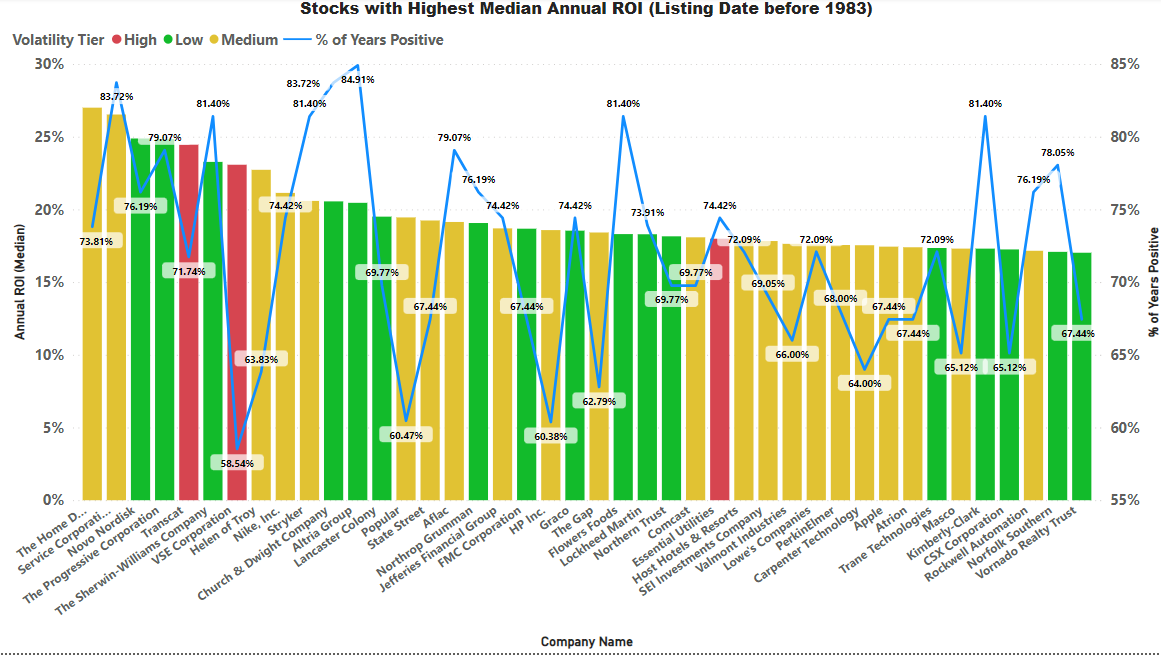 Stocks with Highest Median Annual ROI (Listing Date before 1983)
Volatility Tier High Low Medium % of Years Positive
30%
25%
20%
15%
10%
5%
0%
Annual ROI (Median)
85%
80%
75%
70%
65%
60%
55%
% of Years Positive
73.81%
83.72%
76.19%
79.07%
71.74%
81.40%
58.54%
63.83%
74.42%
81.40%
83.72%
84.91%
69.77%
60.47%
67.44%
79.07%
76.19%
74.42%
67.44%
60.38%
74.42%
62.79%
81.40%
73.91%
69.77%
69.77%
74.42%
72.09%
69.05%
66.00%
72.09%
68.00%
64.00%
67.44%
67.44%
72.09%
65.12%
81.40%
65.12%
76.19%
78.05%
67.44%
The Home D...
Service Corporati...
Novo Nordisk
The Progressive Corporation
Transcat
The Sherwin-Williams Company
VSE Corporation
Helen of Troy
Nike, Inc.
Stryker
Church & Dwight Company
Altria Group
Lancaster Colony
Popular
State Street
Aflac
Northrop Grumman
Jefferies Financial Group
FMC Corporation
HP Inc.
Graco
The Gap
Flowers Foods
Lockheed Martin
Northern Trust
Comcast
Essential Utilities
Host Hotels & Resorts
SEI Investments Company
Valmont Industries
Lowe's Companies
PerkinElmer
Carpenter Technology
Apple
Atrion
Trane Technologies
Masco
Kimberly-Clark
CSX Corporation
Rockwell Automation
Norfolk Southern
Vornado Realty Trust
Company Name